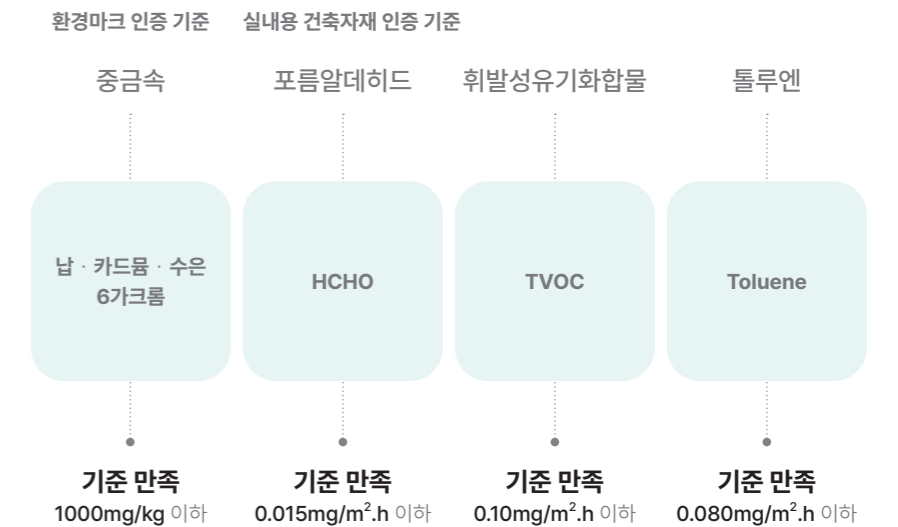 환경마크 인증 기준
실내용 건축자재 인증 기준
중금속
포름알데히드
휘발성유기화합물
톨루엔
납 · 카드뮴 · 수은
6가크롬
HCHO
TVOC
Toluene
기준 만족
1000mg/kg 이하
기준 만족
0.015mg/m².h 이하
기준 만족
0.10mg/m².h 이하
기준 만족
0.080mg/m².h 이하